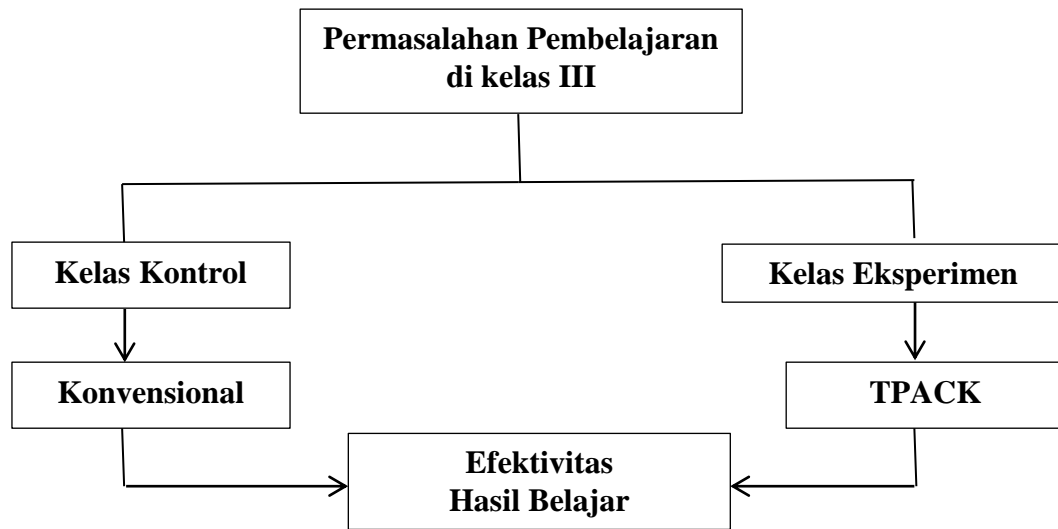 Permasalahan Pembelajaran
di kelas III
Kelas Kontrol
Kelas Eksperimen
Konvensional
TPACK
Efektivitas
Hasil Belajar